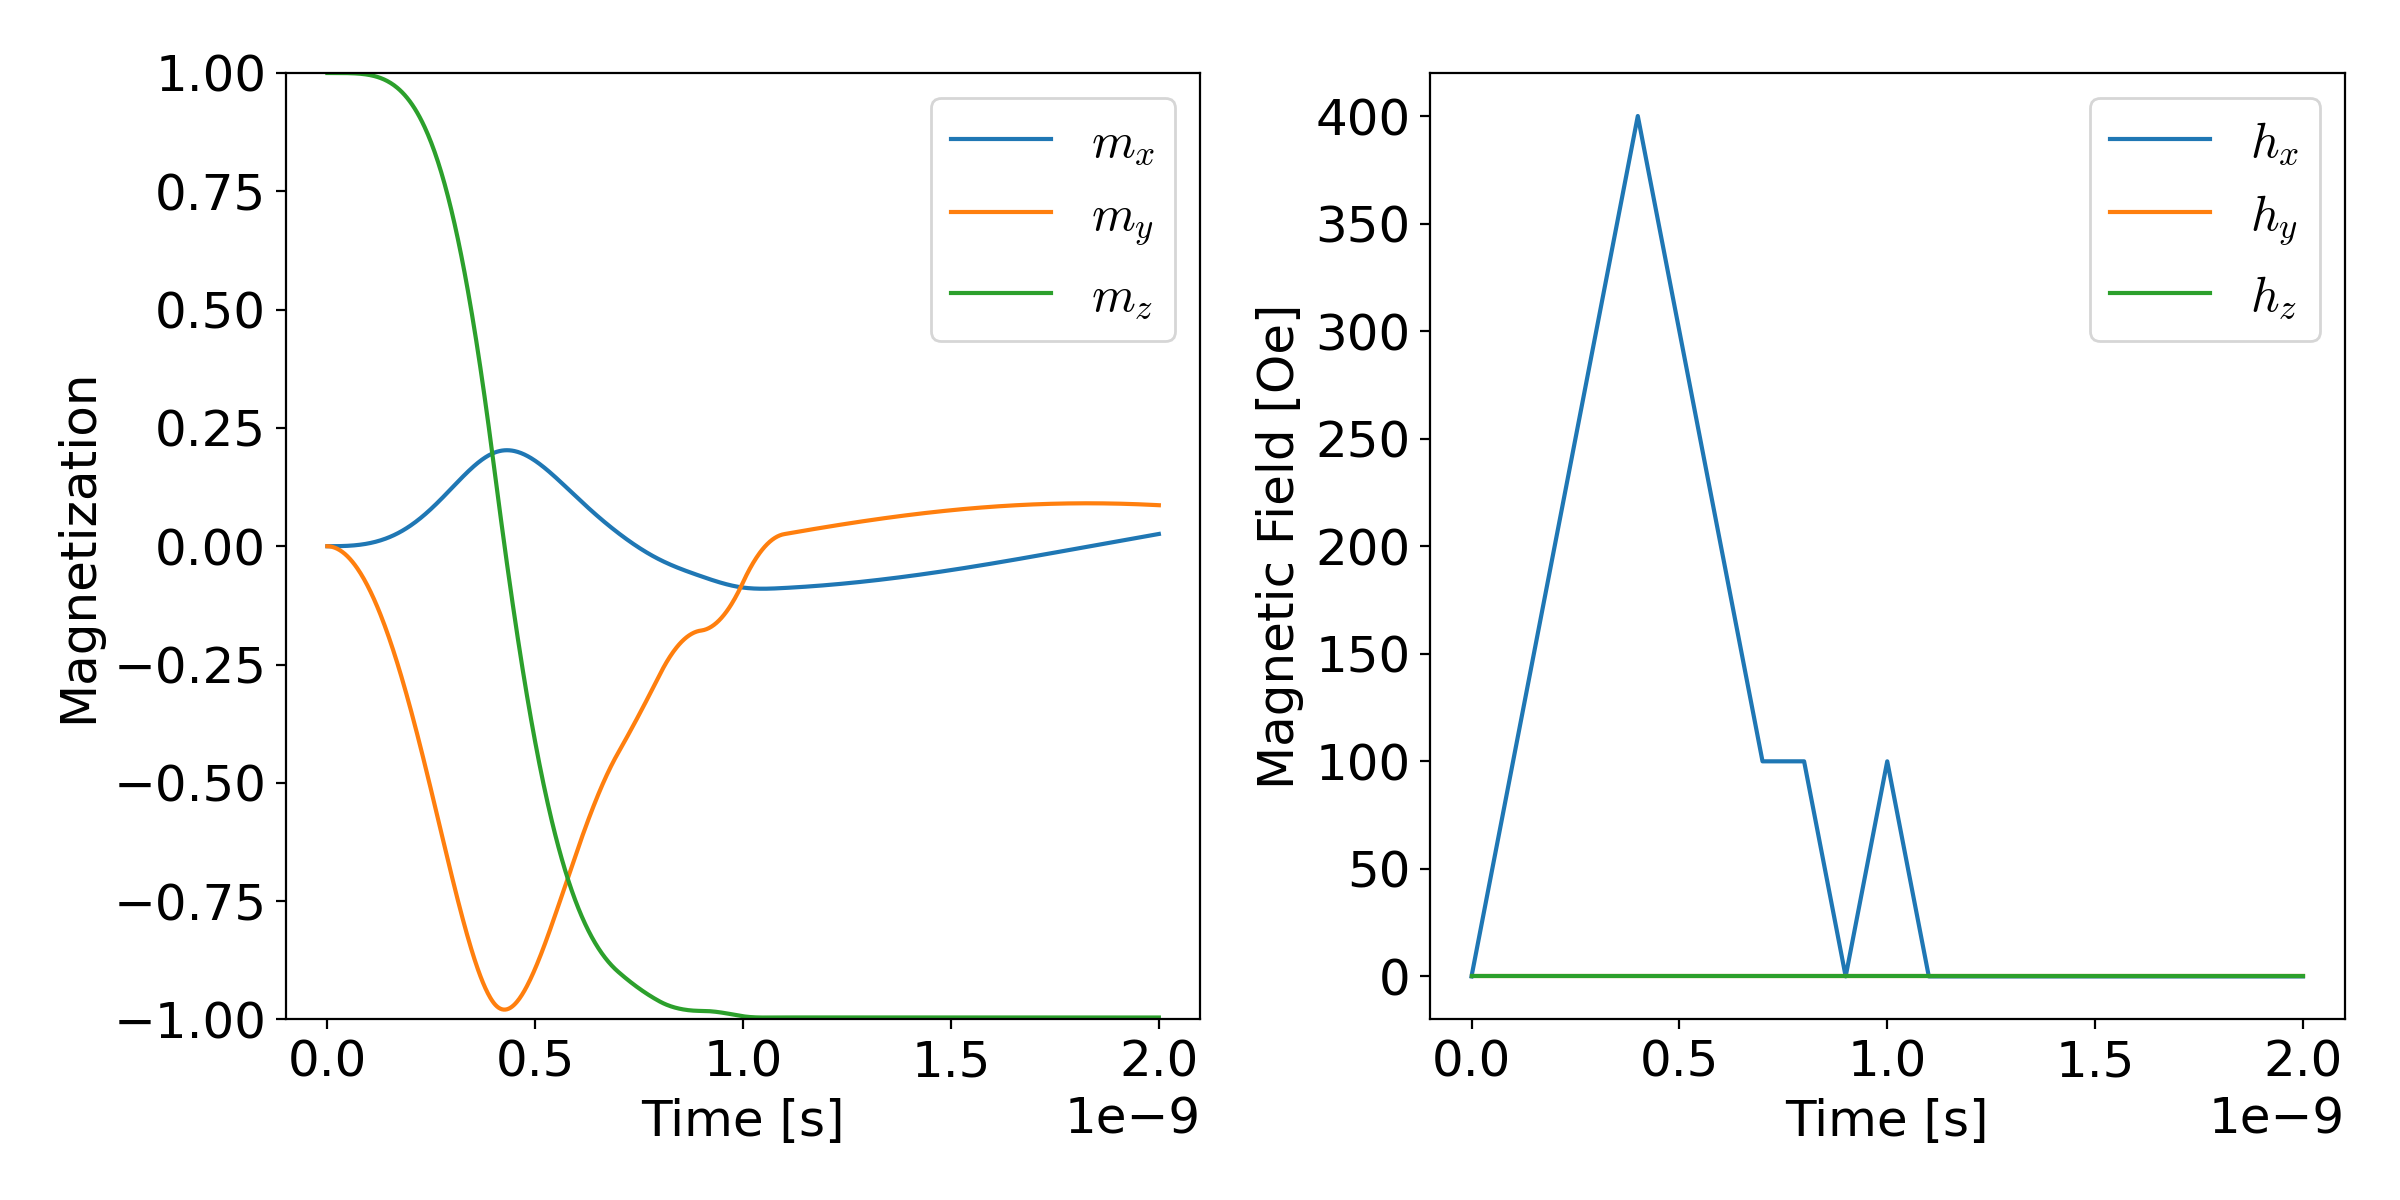 Magnetization
1.00
0.75
0.50
0.25
0.00
−0.25
−0.50
−0.75
−1.00
0.0 0.5 1.0 1.5 2.0
Time [s]
1e−9
m_x
m_y
m_z
Magnetic Field [Oe]
400
350
300
250
200
150
100
50
0
0.0 0.5 1.0 1.5 2.0
Time [s]
1e−9
h_x
h_y
h_z